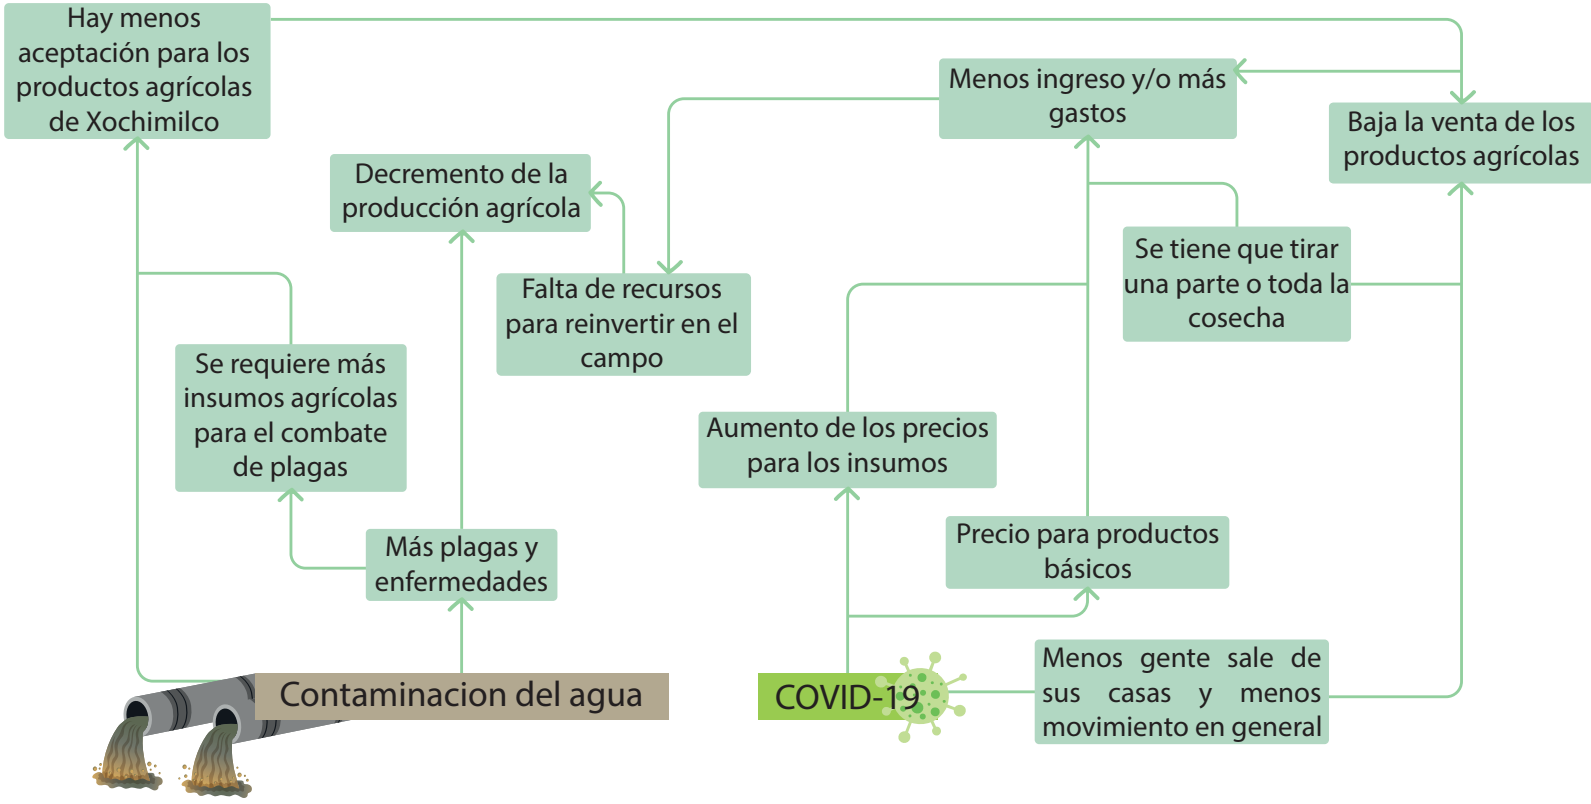 Hay menos
aceptación para los
productos agrícolas
de Xochimilco
Menos ingreso y/o más
gastos
Baja la venta de los
productos agrícolas
Decremento de la
producción agrícola
Se tiene que tirar
una parte o toda la
cosecha
Falta de recursos
para reinvertir en el
campo
Se requiere más
insumos agrícolas
para el combate
de plagas
Aumento de los precios
para los insumos
Más plagas y
enfermedades
Precio para productos
básicos
Contaminacion del agua
COVID-19
Menos gente sale de
sus casas y menos
movimiento en general